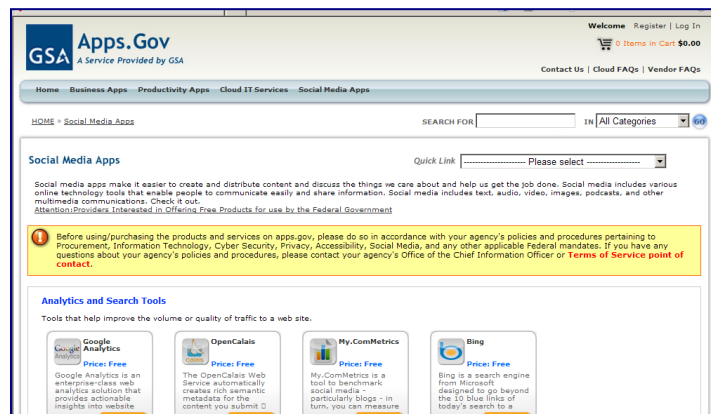 Welcome Register | Log In
GSA
Apps.Gov
A Service Provided by GSA
0 Items in Cart $0.00
Contact Us | Cloud FAQs | Vendor FAQs
Home Business Apps Productivity Apps Cloud IT Services Social Media Apps
HOME » Social Media Apps
SEARCH FOR IN All Categories GO
Social Media Apps
Quick Link ---------------------- Please select -------------------
Social media apps make it easier to create and distribute content and discuss the things we care about and help us get the job done. Social media includes various
online technology tools that enable people to communicate easily and share information. Social media includes text, audio, video, images, podcasts, and other
multimedia communications. Check it out.
Attention:Providers Interested in Offering Free Products for use by the Federal Government
Before using/purchasing the products and services on apps.gov, please do so in accordance with your agency's policies and procedures pertaining to
Procurement, Information Technology, Cyber Security, Privacy, Accessibility, Social Media, and any other applicable Federal mandates. If you have any
questions about your agency's policies and procedures, please contact your agency's Office of the Chief Information Officer or Terms of Service point of
contact.
Analytics and Search Tools
Tools that help improve the volume or quality of traffic to a web site.
Google Analytics
Google
Analytics
Price: Free
Google Analytics is an
enterprise-class web
analytics solution that
provides actionable
insights into website
OpenCalais
Calais
Price: Free
The OpenCalais Web
Service automatically
creates rich semantic
metadata for the
content you submit
My.ComMetrics
Price: Free
My.ComMetrics is a
tool to benchmark
social media -
particularly blogs - in
turn, you can measure
Bing
Price: Free
Bing is a search engine
from Microsoft
designed to go beyond
the 10 blue links of
today's search to a